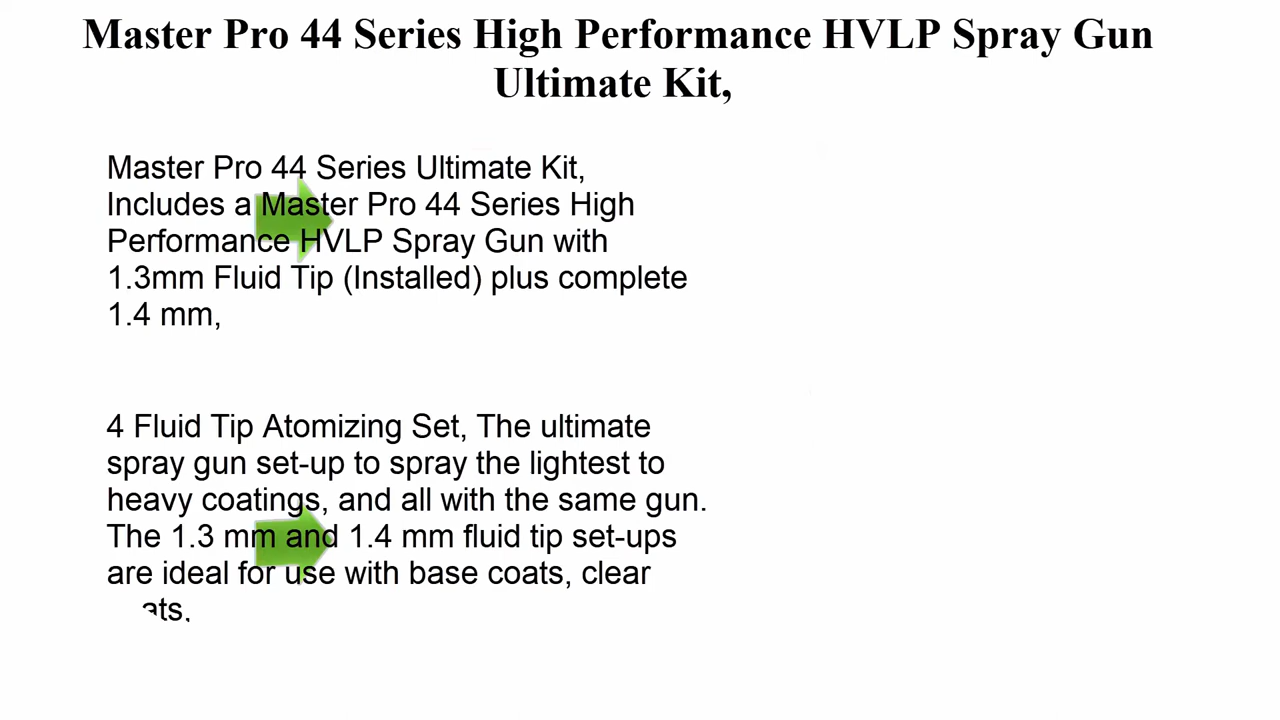 Master Pro 44 Series High Performance HVLP Spray Gun
Ultimate Kit,
Master Pro 44 Series Ultimate Kit,
Includes a Master Pro 44 Series High
Performance HVLP Spray Gun with
1.3mm Fluid Tip (Installed) plus complete
1.4 mm,
4 Fluid Tip Atomizing Set, The ultimate
spray gun set-up to spray the lightest to
heavy coatings, and all with the same gun.
The 1.3 mm and 1.4 mm fluid tip set-ups
are ideal for use with base coats, clear